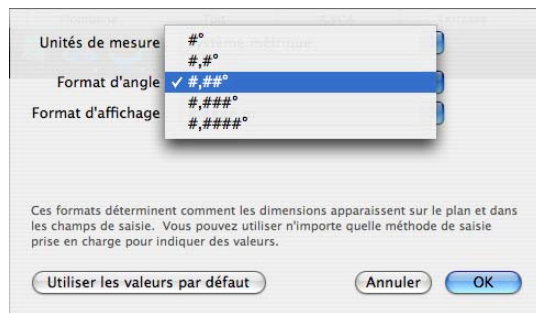 Unités de mesure
#°
#,#°
Format d'angle
✓ #,##°
#,###°
Format d'affichage
#,####°
Ces formats déterminent comment les dimensions apparaissent sur le plan et dans
les champs de saisie. Vous pouvez utiliser n'importe quelle méthode de saisie
prise en charge pour indiquer des valeurs.
Utiliser les valeurs par défaut
Annuler
OK